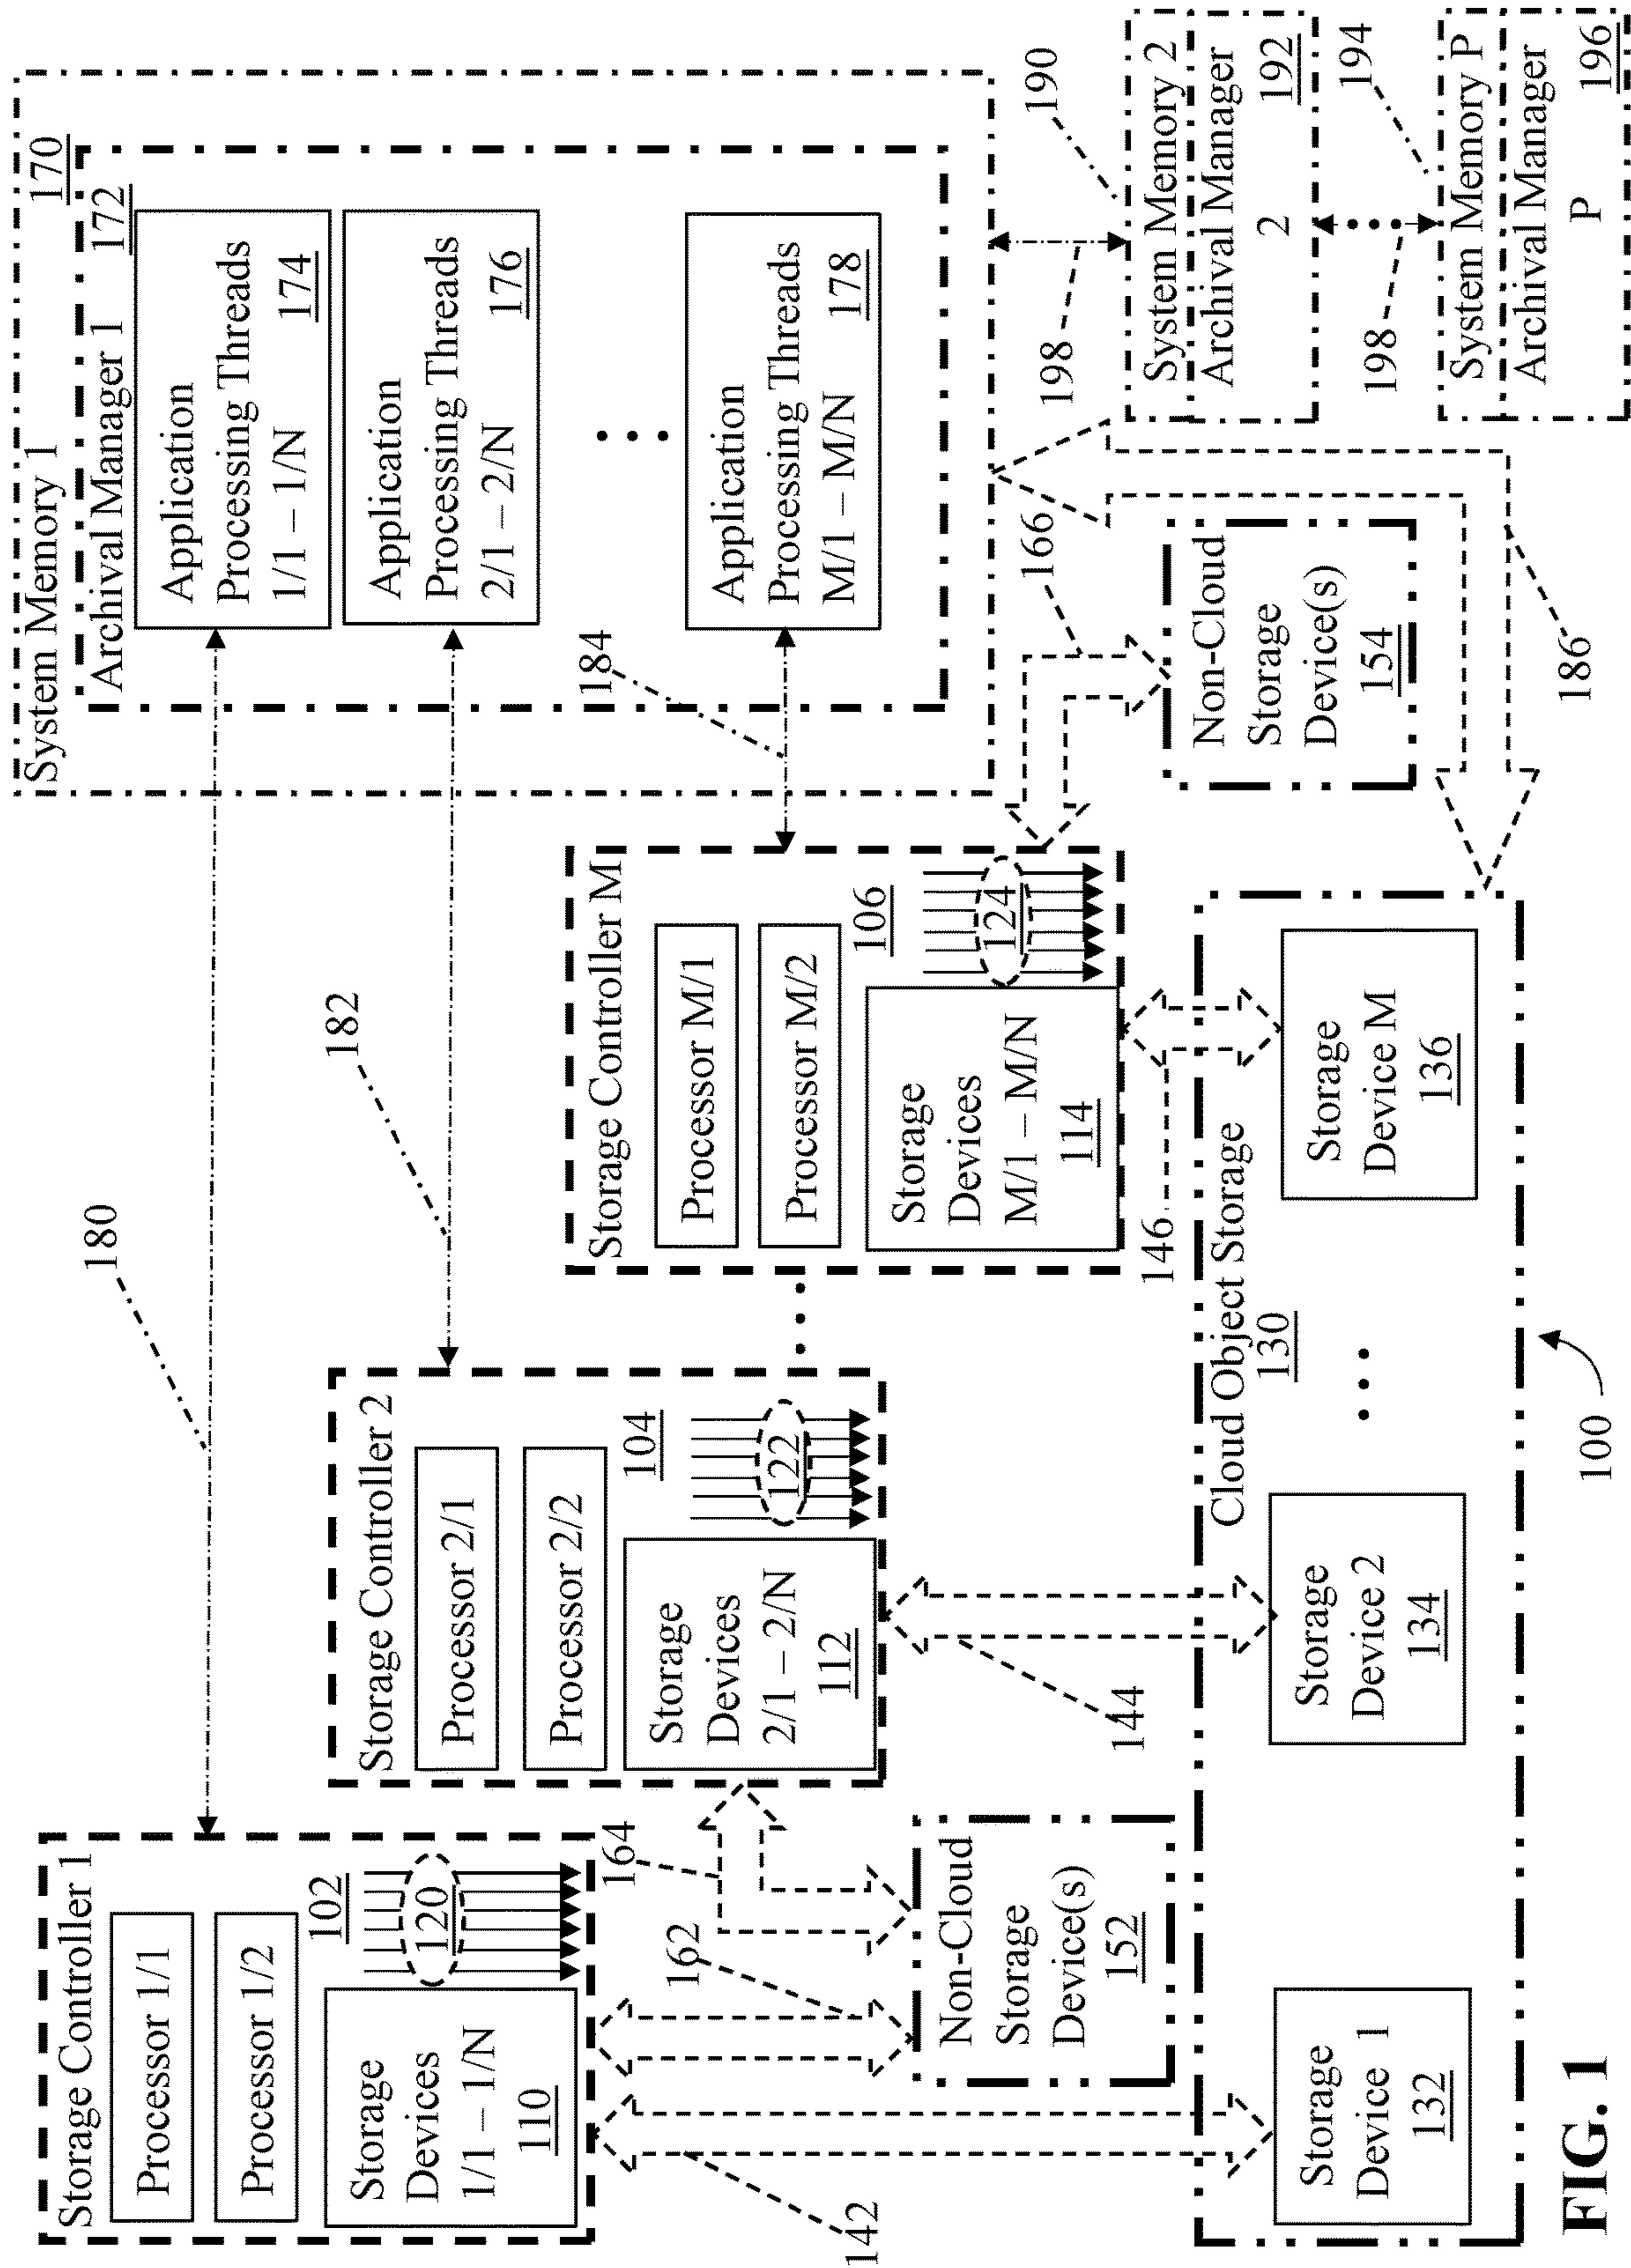 System Memory 1
170
Archival Manager 1
172
Application
Processing Threads
1/1 – 1/N
174
Application
Processing Threads
2/1 – 2/N
176
Application
Processing Threads
M/1 – M/N
178
180
182
184
Storage Controller 1
Processor 1/1
Processor 1/2
102
Storage
Devices
1/1 – 1/N
110
120
Storage Controller 2
Processor 2/1
Processor 2/2
104
Storage
Devices
2/1 – 2/N
112
122
Storage Controller M
Processor M/1
Processor M/2
106
Storage
Devices
M/1 – M/N
114
124
190
198
System Memory 2
Archival Manager
2
192
194
198
System Memory P
Archival Manager
P
196
142
162
164
144
146
166
186
Non-Cloud
Storage
Device(s)
152
Non-Cloud
Storage
Device(s)
154
Cloud Object Storage
130
Storage
Device 1
132
Storage
Device 2
134
Storage
Device M
136
100
FIG. 1